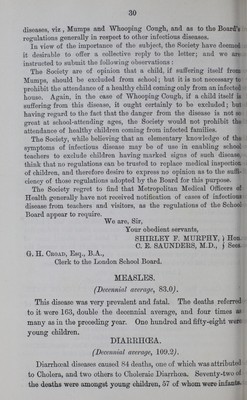 30
diseases, viz, Mumps and Whooping Cough, and as to the Board's
regulations generally in respect to other infectious diseases.
In view of the importance of the subject, the Society have deemed
it desirable to offer a collective reply to the letter; and we are
instructed to submit the following observations :
The Society are of opinion that a child, if suffering itself from
Mumps, should be excluded from school; but it is not necessary to
prohibit the attendance of a healthy child coming only from an infected
house. Again, in the case of Whooping Cough, if a child itself is
suffering from this disease, it ought certainly to be excluded; but
having regard to the fact that the danger from the disease is not so
great at school-attending ages, the Society would not prohibit the
attendance of healthy children coming from infected families.
The Society, while believing that an elementary knowledge of the
symptoms of infectious disease may be of use in enabling school
teachers to exclude children having marked signs of such disease,
think that no regulations can be trusted to replace medical inspection
of children, and therefore desire to express no opinion as to the suffi-
ciency of those regulations adopted by the Board for this purpose.
The Society regret to find that Metropolitan Medical Officers of
Health generally have not received notification of cases of infectious
disease from teachers and visitors, as the regulations of the School
Board appear to require.
We are, Sir,
Your obedient servants,
SHIRLEY F. MURPHY, } Hon.
C. E. SAUNDERS, M.D., } Secs
G. H. Croad, Esq., B.A.,
Clerk to the London School Board.
MEASLES.
(Decennial average, 83.0).
This disease was very prevalent and fatal. The deaths referred
to it were 163, double the decennial average, and four times as
many as in the preceding year. One hundred and fifty-eight were
young children.
DIARRHŒA.
(Decennial average, 109.2).
Diarrhœal diseases caused 84 deaths, one of which was attributed
to Cholera, and two others to Choleraic Diarrhœa. Seventy-two of
the deaths were amongst young children, 57 of whom were infants.